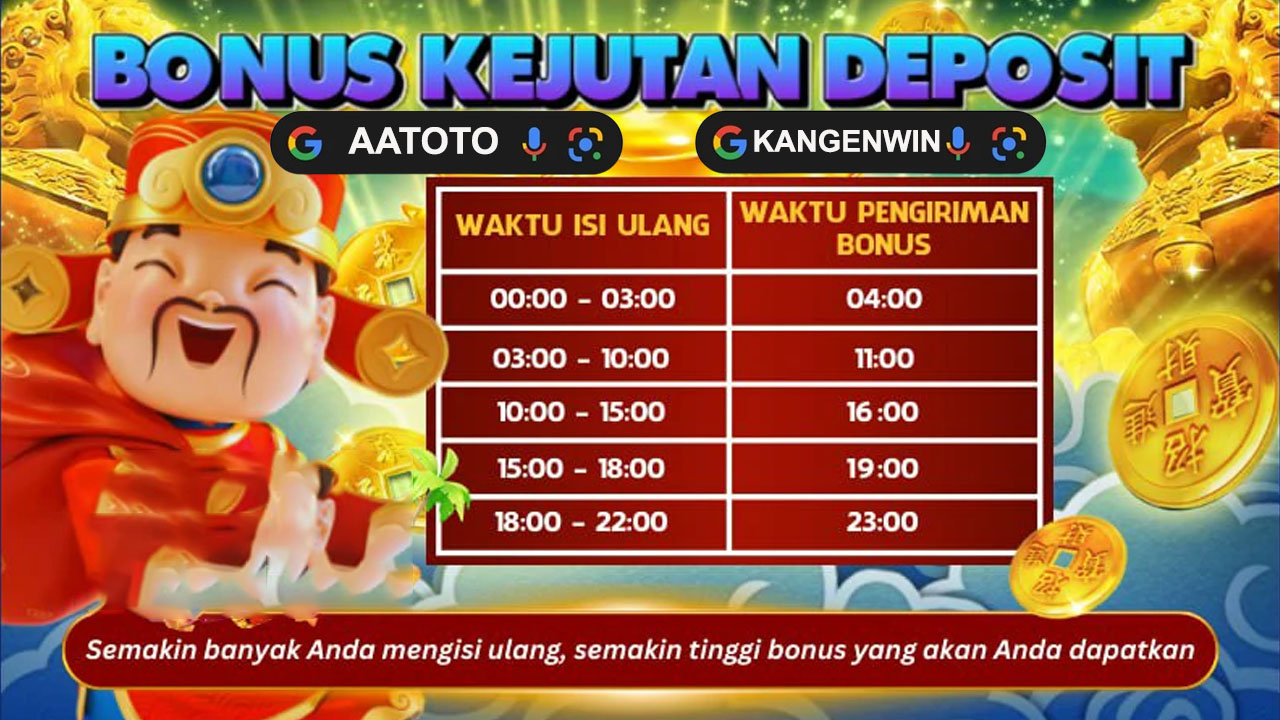 BONUS KEJUTAN DEPOSIT
AATOTO
KANGENWIN
WAKTU ISI ULANG
WAKTU PENGIRIMAN
BONUS
00:00 - 03:00
04:00
03:00 - 10:00
11:00
10:00 - 15:00
16:00
15:00 - 18:00
19:00
18:00 - 22:00
23:00
Semakin banyak Anda mengisi ulang, semakin tinggi bonus yang akan Anda dapatkan